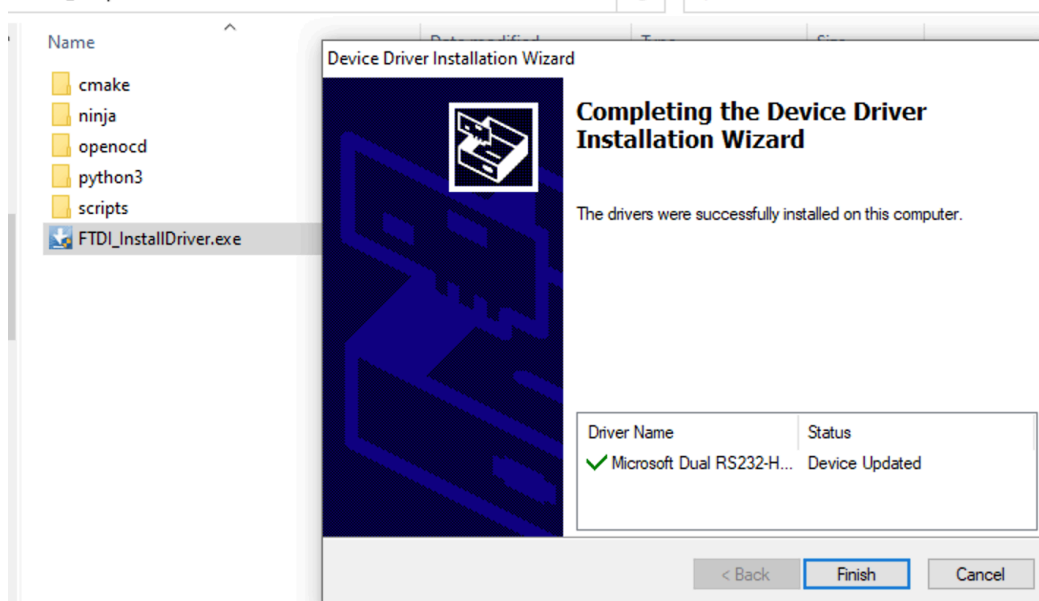 Name
Device Driver Installation Wizard
cmake
ninja
openocd
python3
scripts
FTDI_InstallDriver.exe
Completing the Device Driver
Installation Wizard
The drivers were successfully installed on this computer.
Driver Name Status
Microsoft Dual RS232-H... Device Updated
< Back Finish Cancel